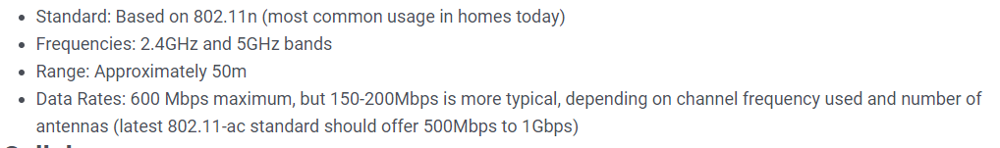 • Standard: Based on 802.11n (most common usage in homes today)
• Frequencies: 2.4GHz and 5GHz bands
• Range: Approximately 50m
• Data Rates: 600 Mbps maximum, but 150-200Mbps is more typical, depending on channel frequency used and number of
antennas (latest 802.11-ac standard should offer 500Mbps to 1Gbps)